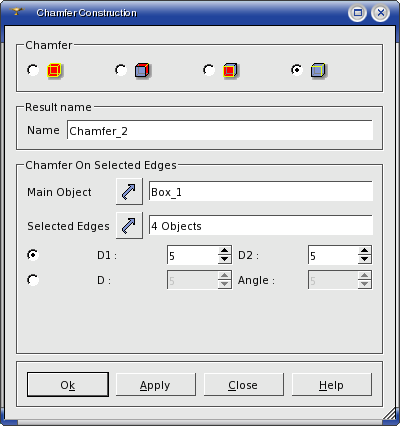 Chamfer Construction
Chamfer
Result name
Name Chamfer_2
Chamfer On Selected Edges
Main Object Box_1
Selected Edges 4 Objects
D1 : 5 D2 : 5
D : 5 Angle : 5
Ok Apply Close Help